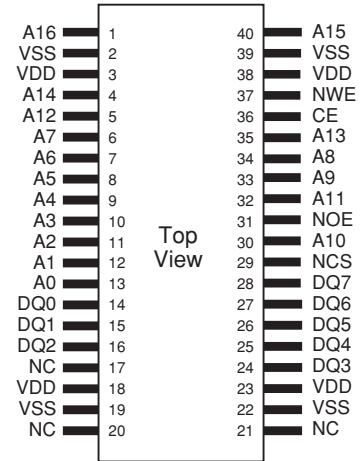 A16 1 40 A15
VSS 2 39 VSS
VDD 3 38 VDD
A14 4 37 NWE
A12 5 36 CE
A7 6 35 A13
A6 7 34 A8
A5 8 33 A9
A4 9 32 A11
A3 10 31 NOE
A2 11 30 A10
A1 12 29 NCS
A0 13 28 DQ7
DQ0 14 27 DQ6
DQ1 15 26 DQ5
DQ2 16 25 DQ4
NC 17 24 DQ3
VDD 18 23 VDD
VSS 19 22 VSS
NC 20 21 NC
Top
View